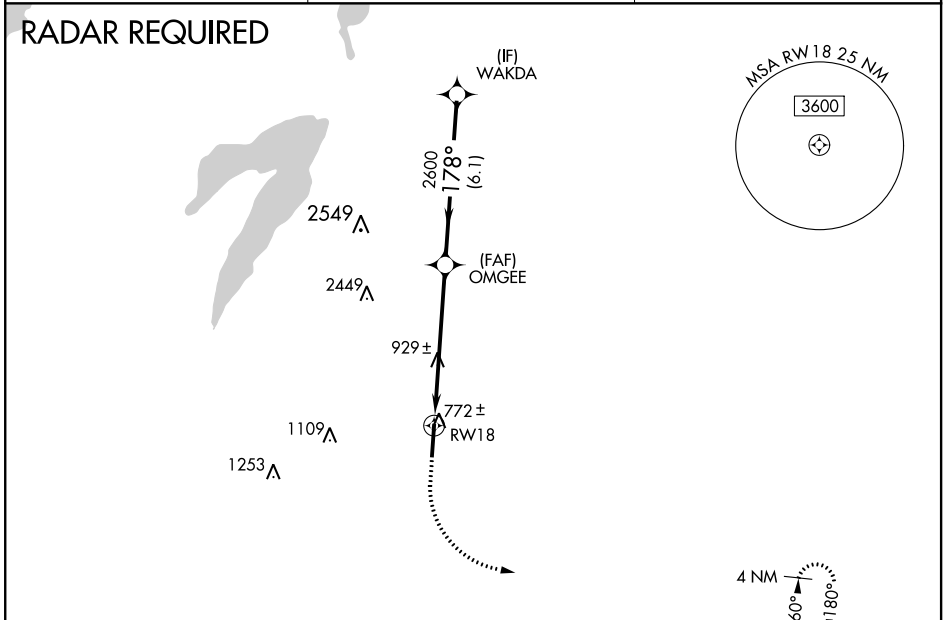 RADAR REQUIRED
(IF)
WAKDA
MSA RW18 25 NM
3600
2600
178°
(6.1)
2549
(FAF)
OMGEE
2449
929±
772±
RW18
1109
1253
4 NM
180°